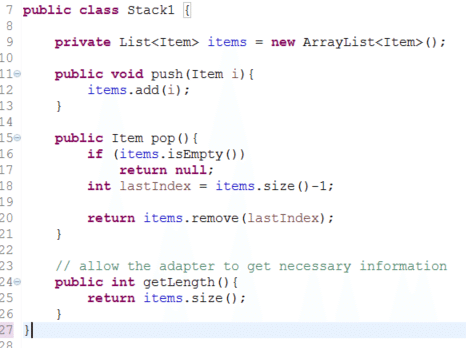 7 public class Stack1 {
8
9 private List<Item> items = new ArrayList<Item>();
10
11 public void push(Item i){
12 items.add(i);
13 }
14
15 public Item pop(){
16 if (items.isEmpty())
17 return null;
18 int lastIndex = items.size()-1;
19
20 return items.remove(lastIndex);
21 }
22
23 // allow the adapter to get necessary information
24 public int getLength(){
25 return items.size();
26 }
27 }
28